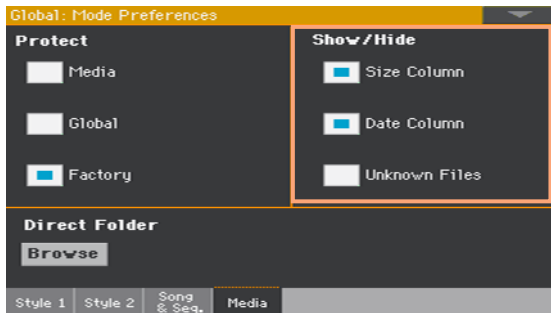 Global: Mode Preferences
Protect
Media
Global
Factory
Show/Hide
Size Column
Date Column
Unknown Files
Direct Folder
Browse
Style 1
Style 2
Song
& Seq.
Media